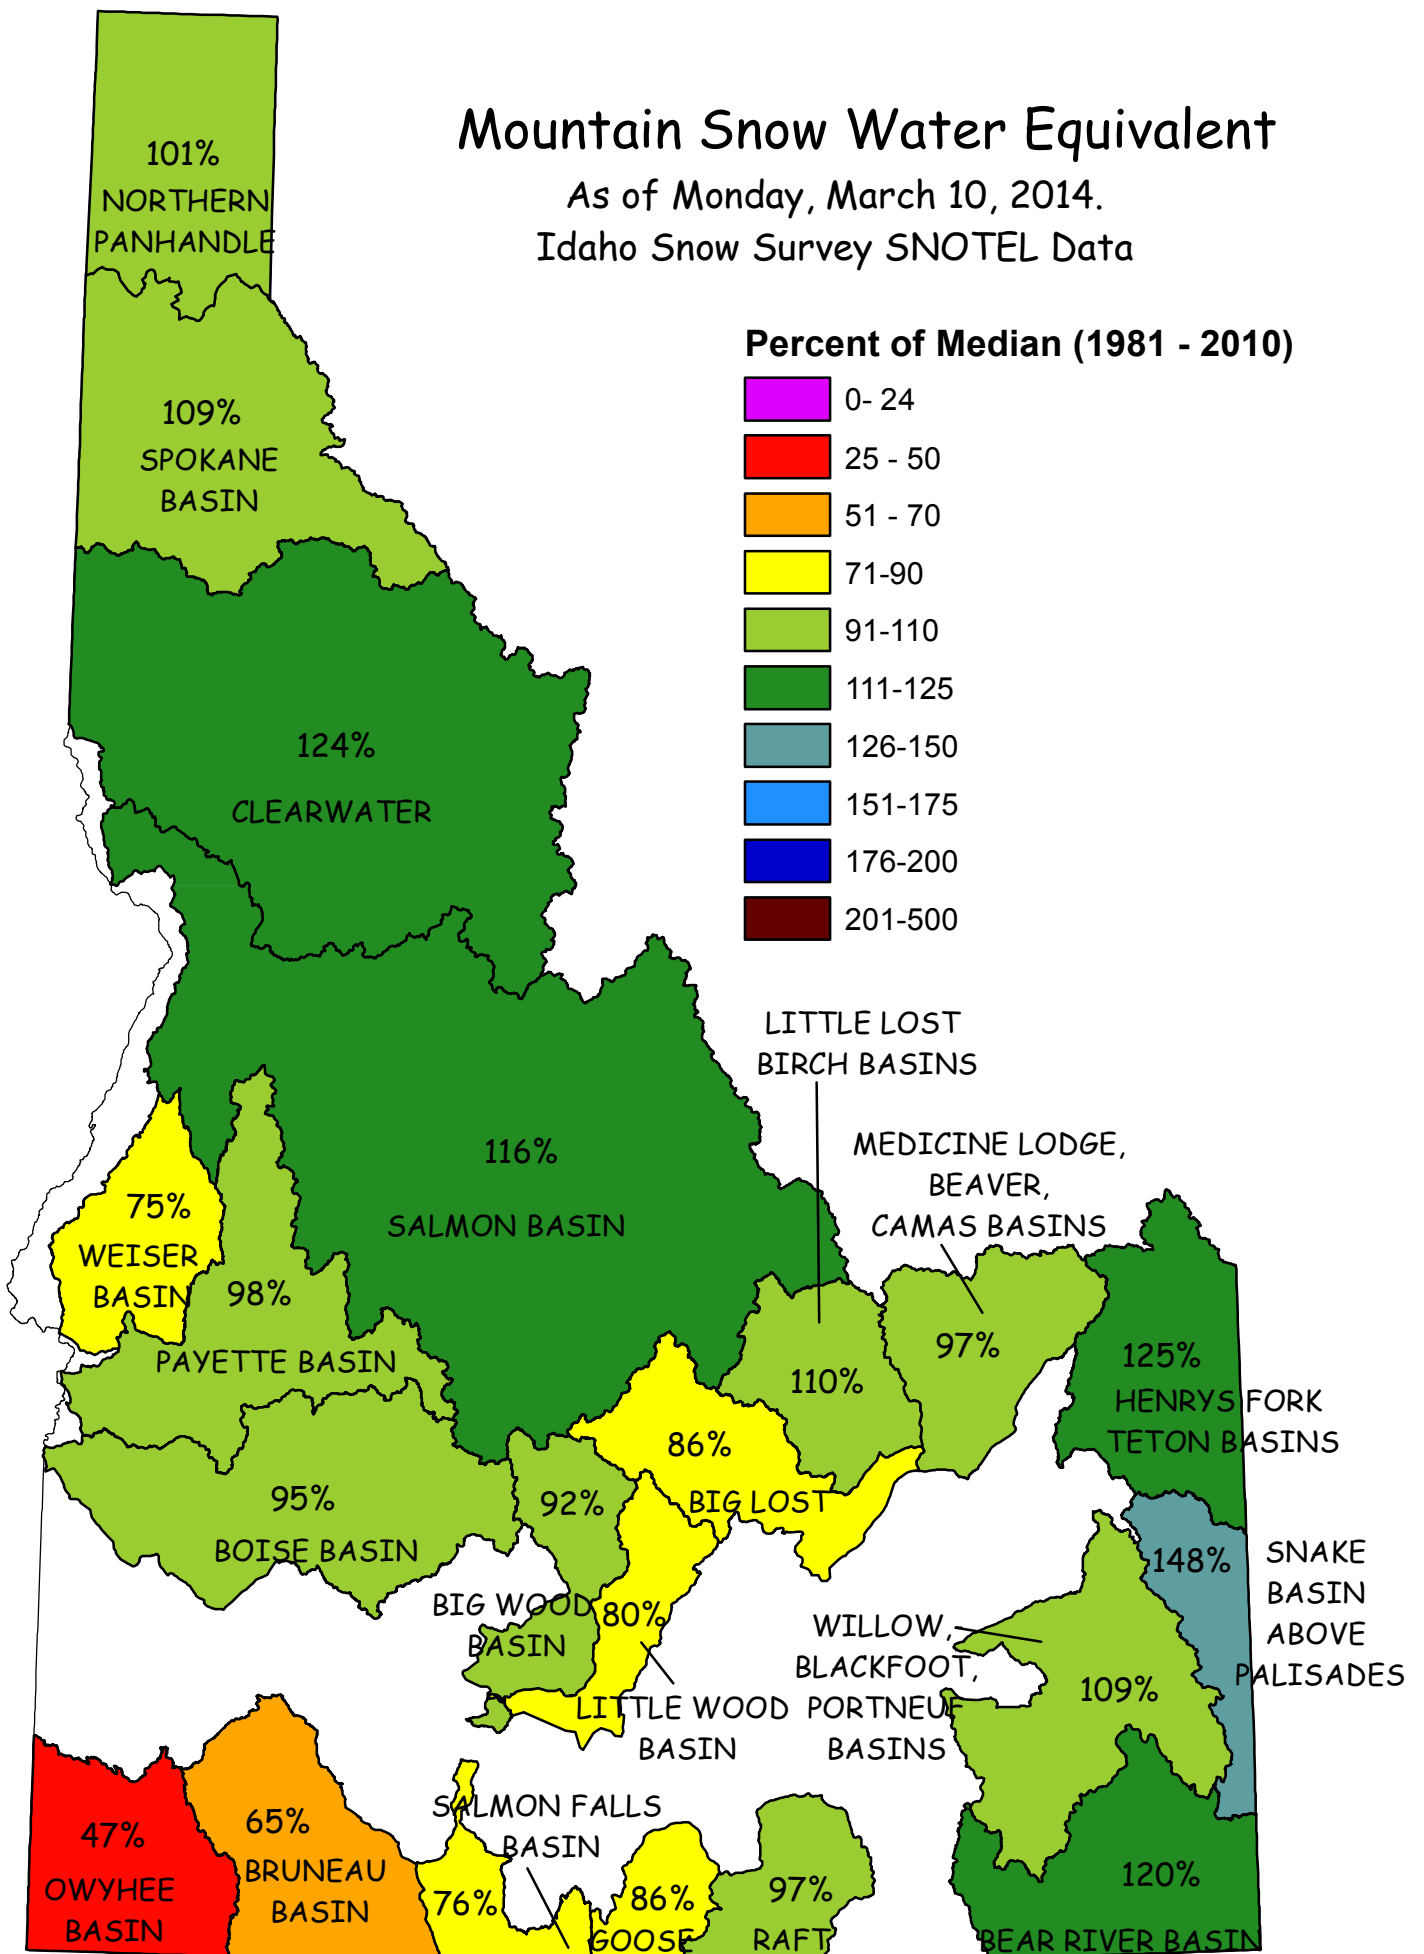 Mountain Snow Water Equivalent
As of Monday, March 10, 2014.
Idaho Snow Survey SNOTEL Data
Percent of Median (1981 - 2010)
0- 24
25 - 50
51 - 70
71-90
91-110
111-125
126-150
151-175
176-200
201-500
101%
NORTHERN
PANHANDLE
109%
SPOKANE
BASIN
124%
CLEARWATER
116%
SALMON BASIN
75%
WEISER
BASIN
98%
PAYETTE BASIN
95%
BOISE BASIN
LITTLE LOST
BIRCH BASINS
110%
MEDICINE LODGE,
BEAVER,
CAMAS BASINS
97%
125%
HENRYS FORK
TETON BASINS
86%
BIG LOST
92%
BIG WOOD
BASIN
80%
LITTLE WOOD
BASIN
148%
SNAKE
BASIN
ABOVE
PALISADES
WILLOW,
BLACKFOOT,
PORTNEUF
BASINS
109%
47%
OWYHEE
BASIN
65%
BRUNEAU
BASIN
SALMON FALLS
BASIN
76%
86%
GOOSE
97%
RAFT
120%
BEAR RIVER BASIN